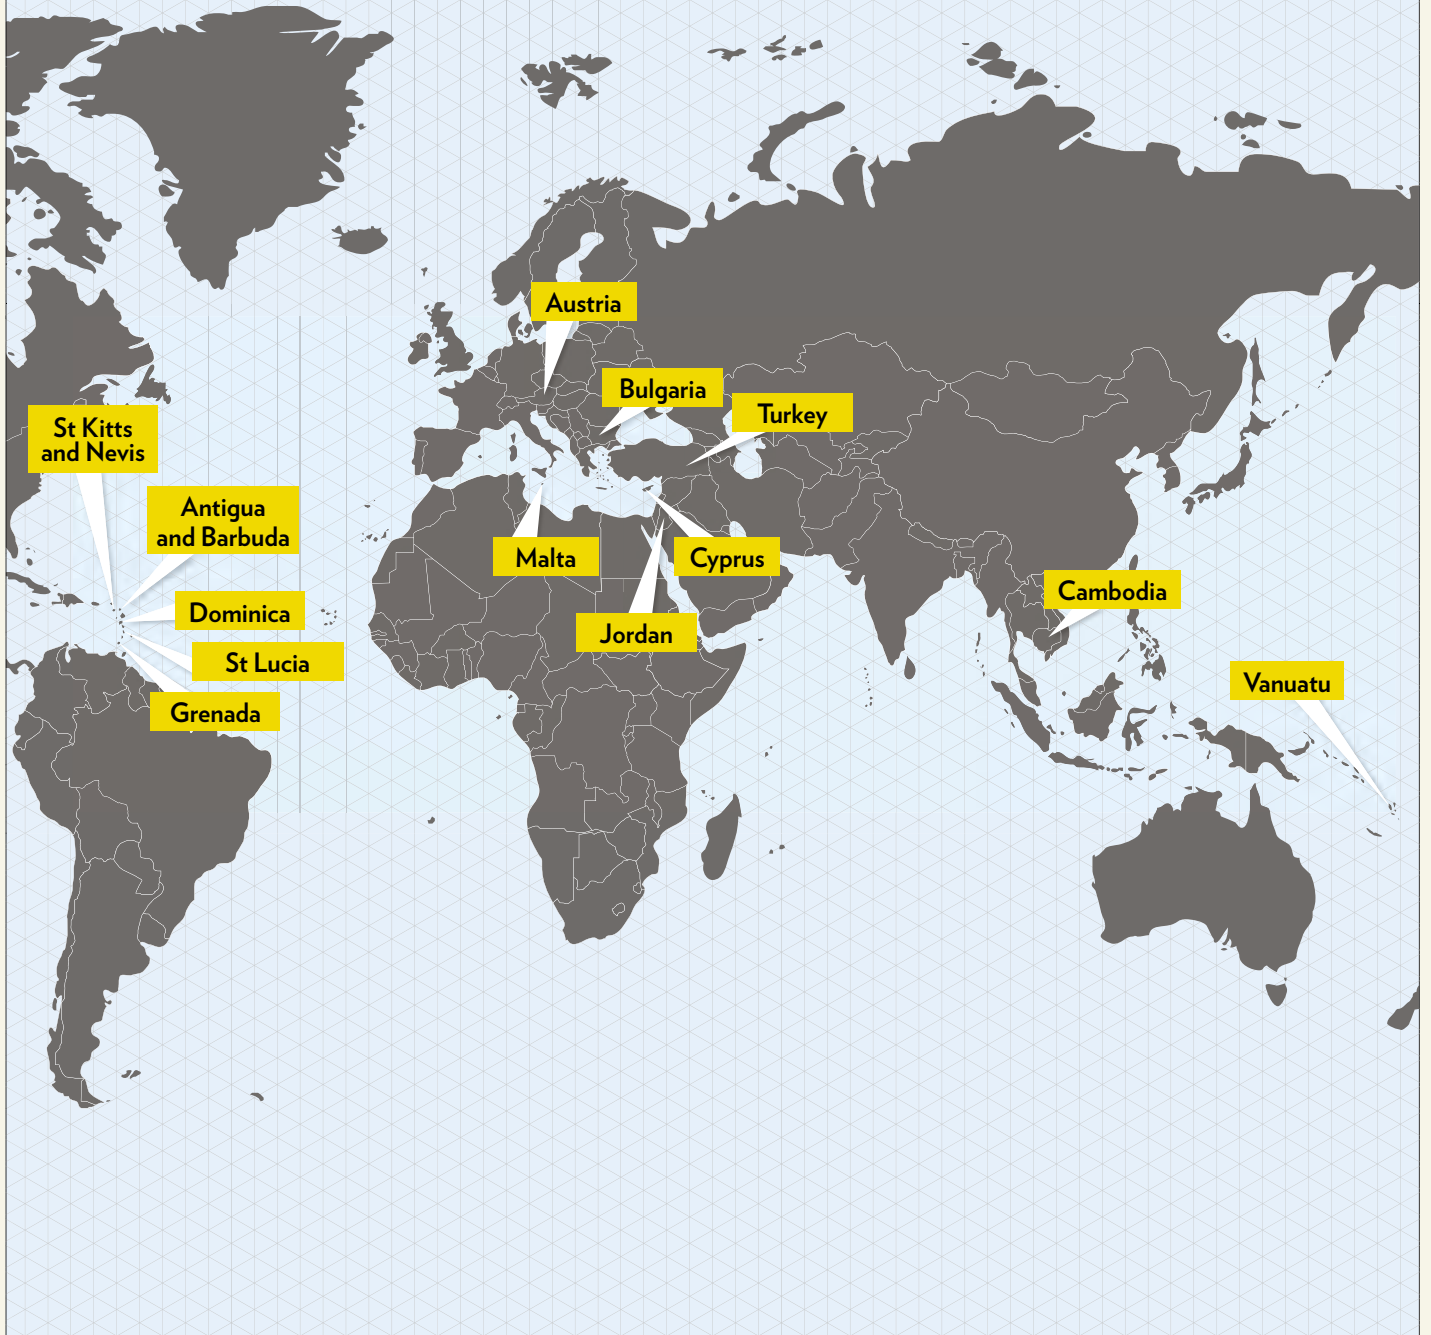 Austria
Bulgaria
Turkey
St Kitts
and Nevis
Antigua
and Barbuda
Malta
Cyprus
Cambodia
Dominica
Jordan
St Lucia
Vanuatu
Grenada